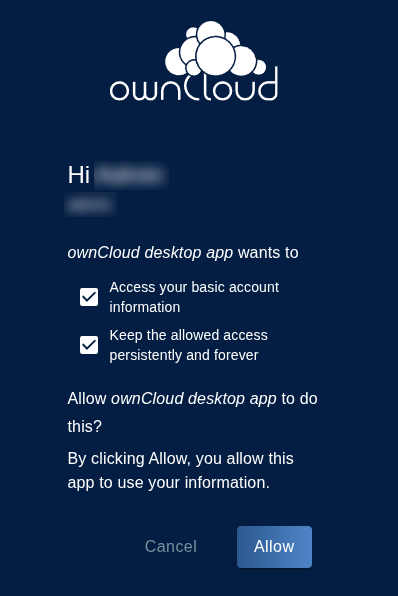 ownCloud
Hi
ownCloud desktop app wants to
Access your basic account
information
Keep the allowed access
persistently and forever
Allow ownCloud desktop app to do
this?
By clicking Allow, you allow this
app to use your information.
Cancel
Allow